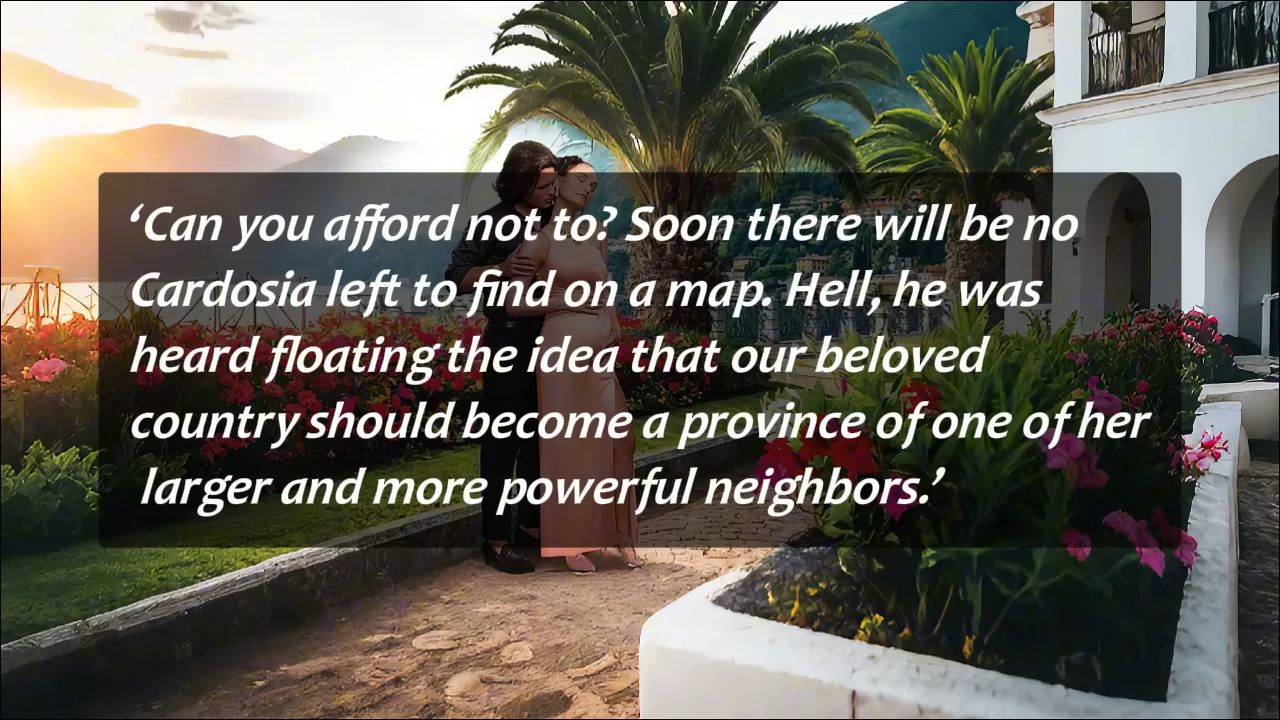 ‘Can you afford not to? Soon there will be no
Cardosia left to find on a map. Hell, he was
heard floating the idea that our beloved
country should become a province of one of her
larger and more powerful neighbors.’